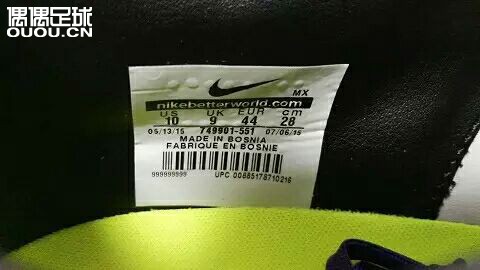 偶偶足球
OUOU.CN
MX
nikebetterworld.com
US UK EUR cm
10 9 44 28
05/13/15 749901-551 07/06/15
MADE IN BOSNIA
FABRIQUE EN BOSNIE
999999999 UPC 00885178710216